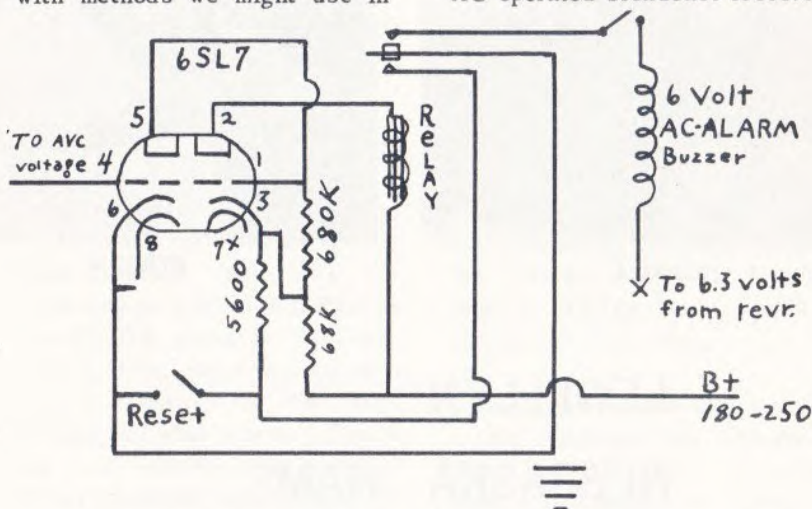 with methods we might use in
6SL7
5
2
TO AVC
voltage 4
1
3
6
8
7x
RELAY
680K
5600
68K
Reset
6 Volt
AC-ALARM
Buzzer
X To 6.3 volts
from revr.
B+
180-250